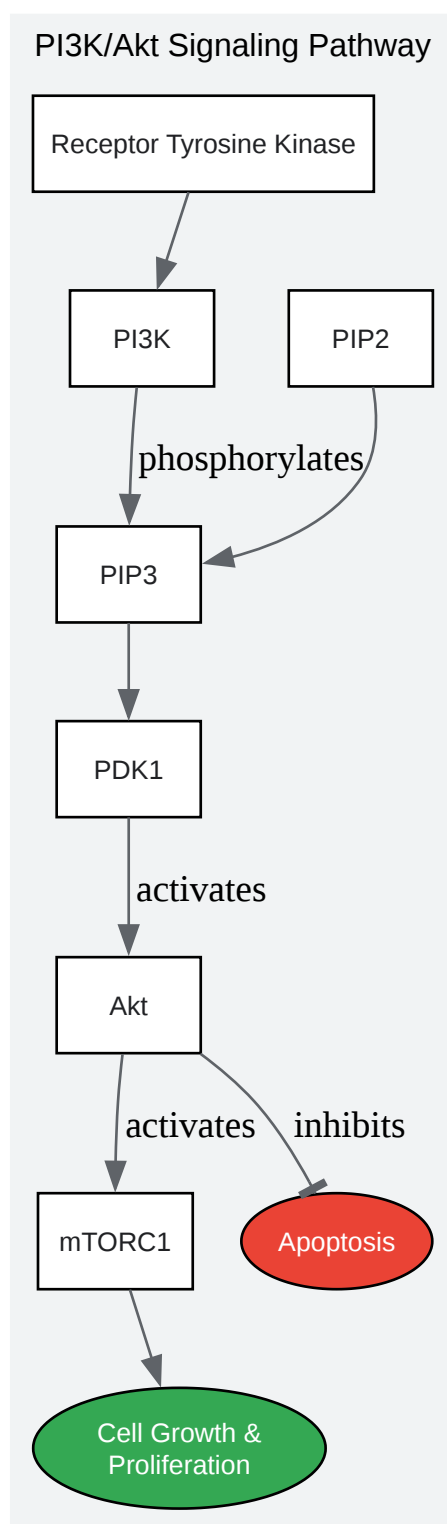 PI3K/Akt Signaling Pathway
Receptor Tyrosine Kinase
PI3K
PIP2
phosphorylates
PIP3
PDK1
activates
Akt
activates
inhibits
mTORC1
Apoptosis
Cell Growth &
Proliferation